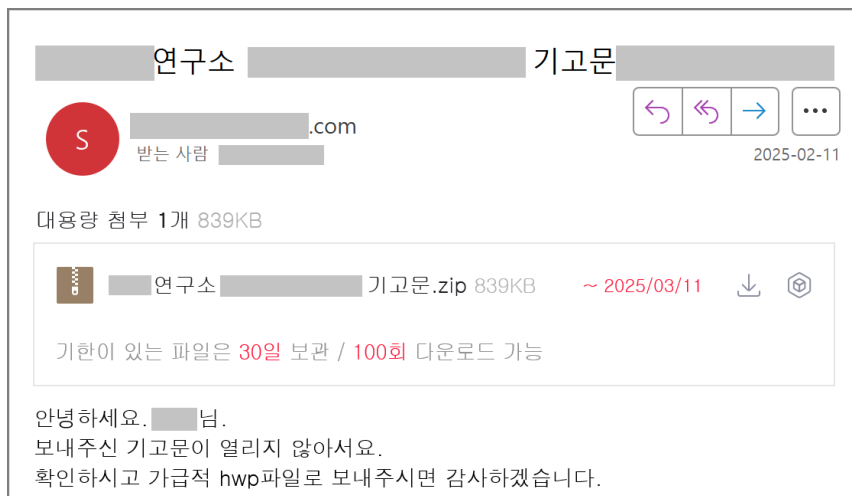 연구소 기고문
S
.com
받는 사람
2025-02-11
대용량 첨부 1개 839KB
연구소 기고문.zip 839KB ~ 2025/03/11
기한이 있는 파일은 30일 보관 / 100회 다운로드 가능
안녕하세요. 님.
보내주신 기고문이 열리지 않아서요.
확인하시고 가급적 hwp파일로 보내주시면 감사하겠습니다.